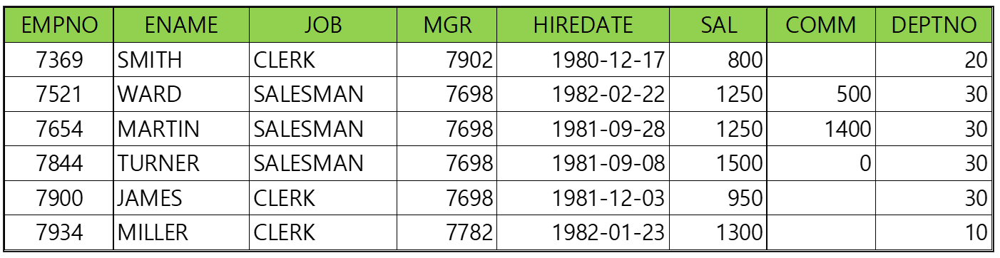 EMPNO ENAME JOB MGR HIREDATE SAL COMM DEPTNO
7369 SMITH CLERK 7902 1980-12-17 800 20
7521 WARD SALESMAN 7698 1982-02-22 1250 500 30
7654 MARTIN SALESMAN 7698 1981-09-28 1250 1400 30
7844 TURNER SALESMAN 7698 1981-09-08 1500 0 30
7900 JAMES CLERK 7698 1981-12-03 950 30
7934 MILLER CLERK 7782 1982-01-23 1300 10